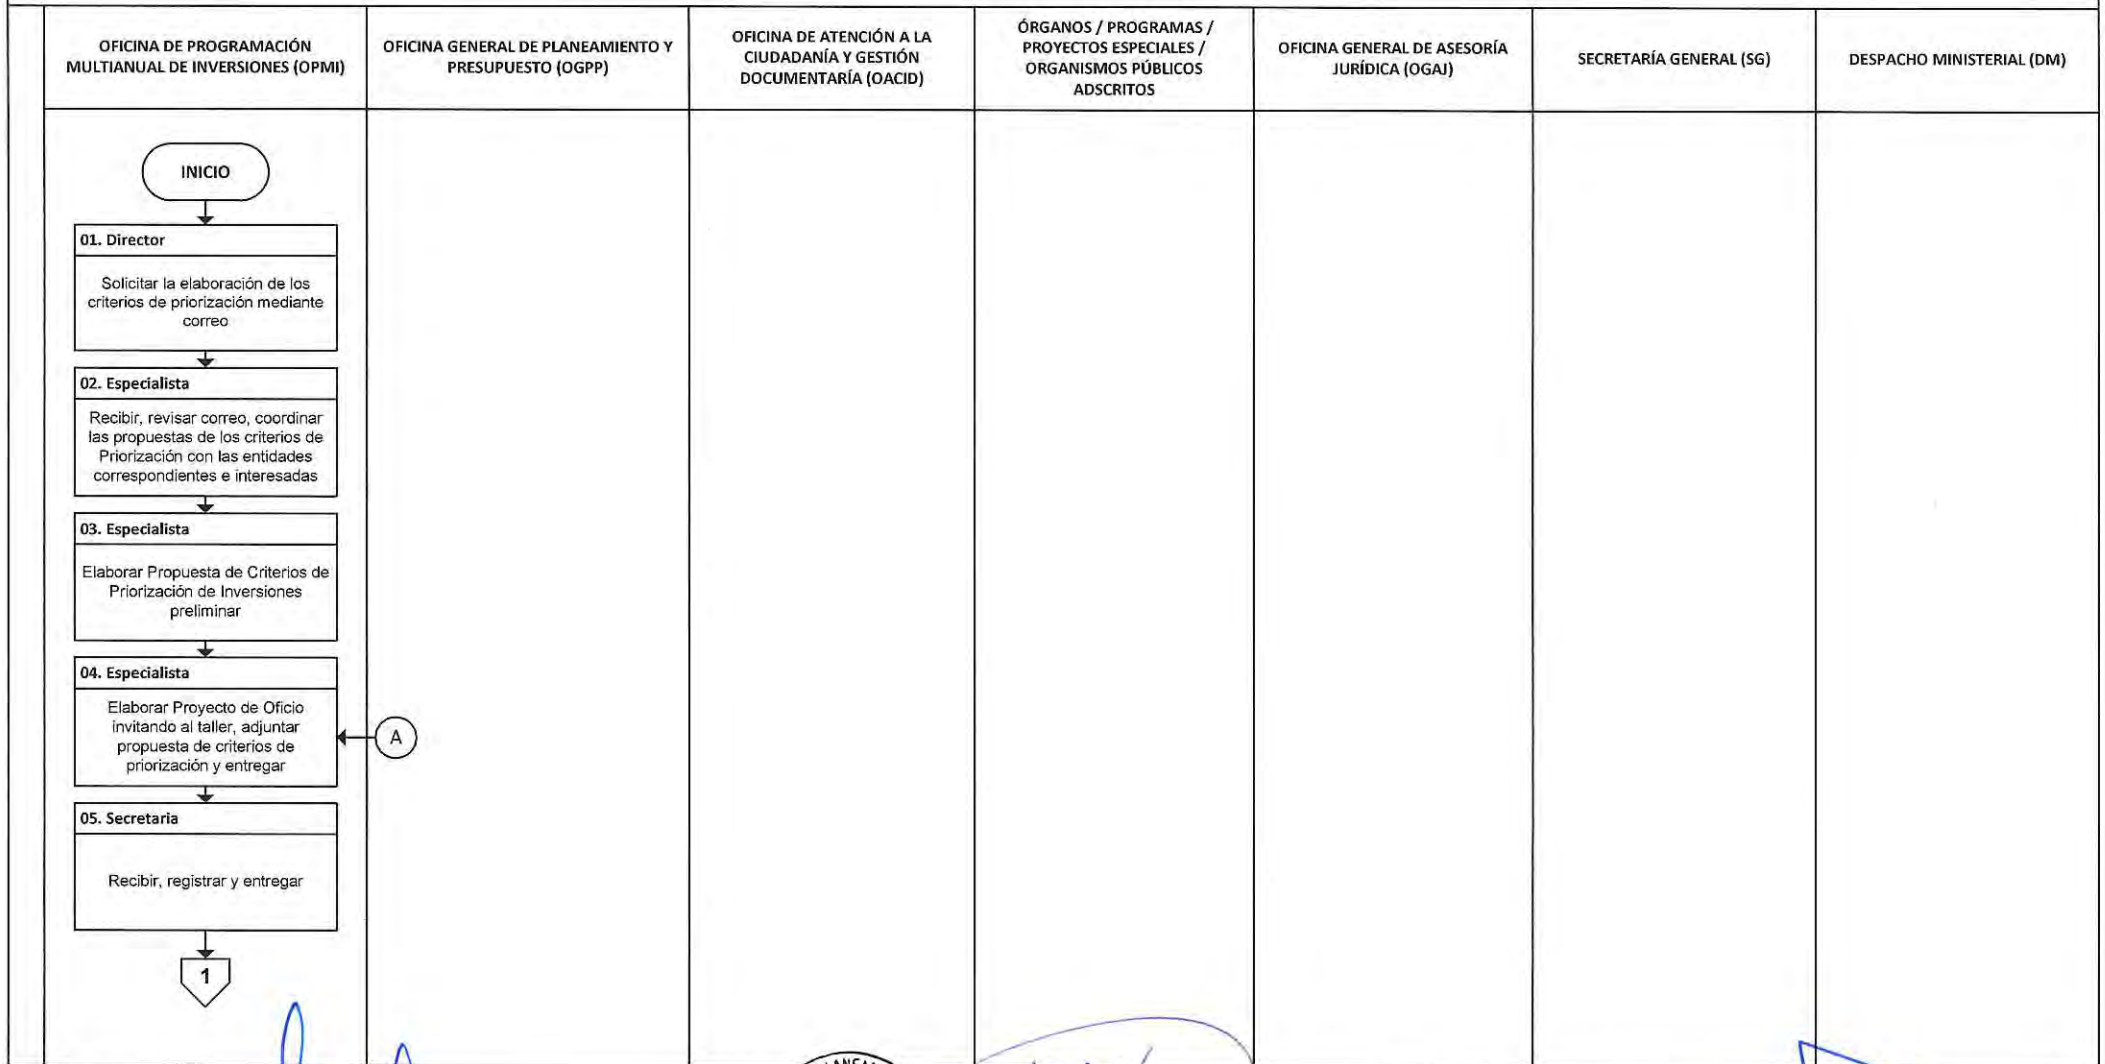 OFICINA DE PROGRAMACIÓN
MULTIANUAL DE INVERSIONES (OPMI)
OFICINA GENERAL DE PLANEAMIENTO Y
PRESUPUESTO (OGPP)
OFICINA DE ATENCIÓN A LA
CIUDADANÍA Y GESTIÓN
DOCUMENTARÍA (OACID)
ÓRGANOS / PROGRAMAS /
PROYECTOS ESPECIALES /
ORGANISMOS PÚBLICOS
ADSCRITOS
OFICINA GENERAL DE ASESORÍA
JURÍDICA (OGAJ)
SECRETARÍA GENERAL (SG)
DESPACHO MINISTERIAL (DM)
INICIO
01. Director
Solicitar la elaboración de los
criterios de priorización mediante
correo
02. Especialista
Recibir, revisar correo, coordinar
las propuestas de los criterios de
Priorización con las entidades
correspondientes e interesadas
03. Especialista
Elaborar Propuesta de Criterios de
Priorización de Inversiones
preliminar
04. Especialista
Elaborar Proyecto de Oficio
invitando al taller, adjuntar
propuesta de criterios de
priorización y entregar
A
05. Secretaria
Recibir, registrar y entregar
1